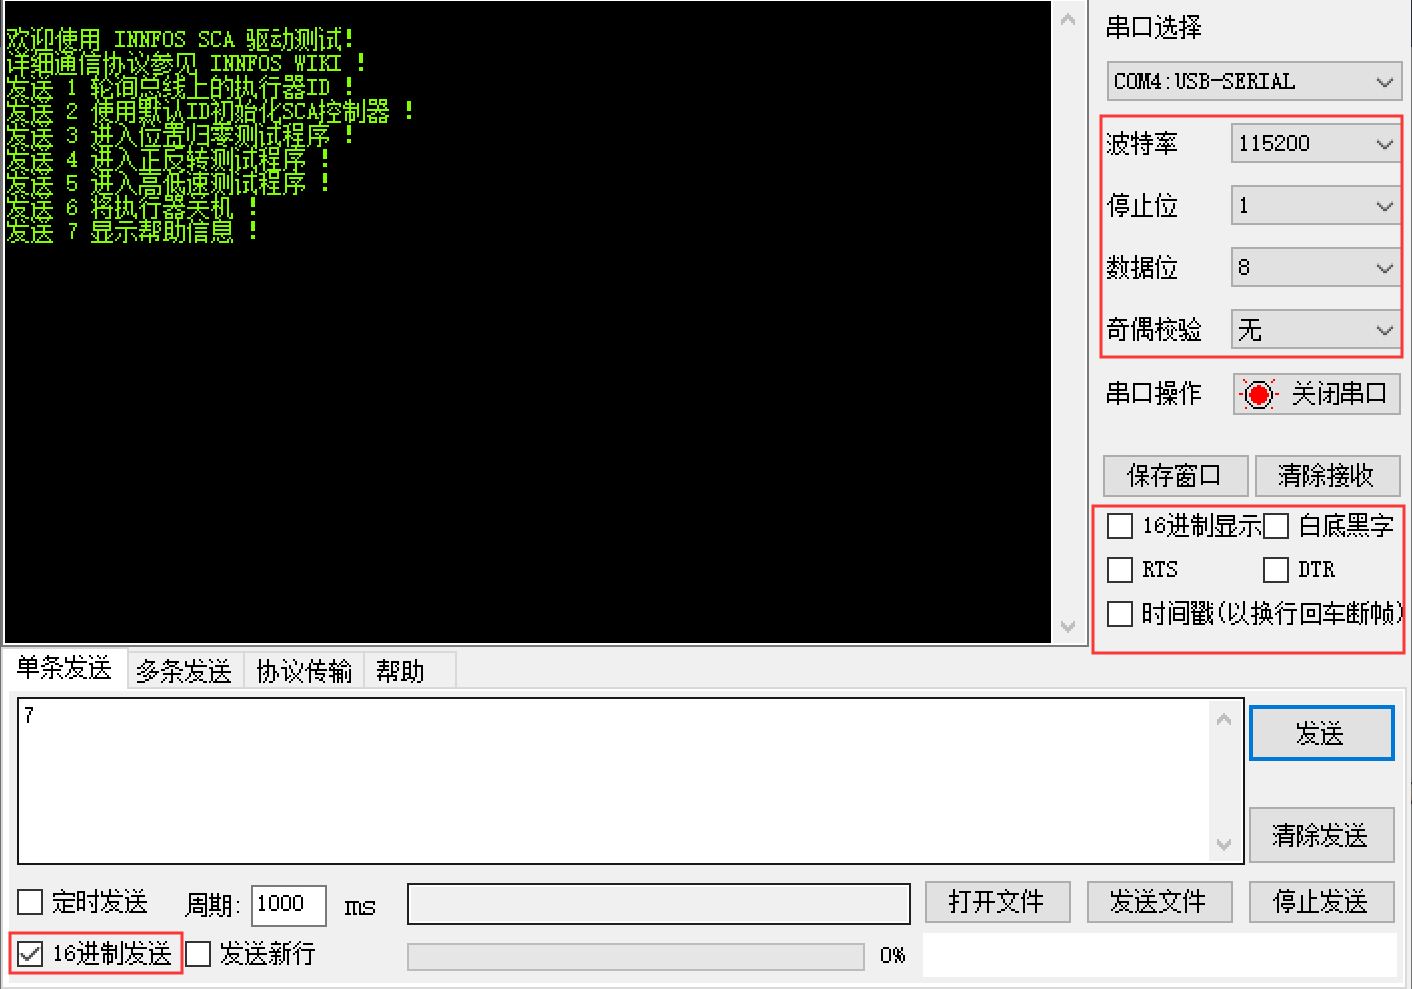 欢迎使用 INNFOS SCA 驱动测试!
详细通信协议参见 INNFOS WIKI !
发送 1 轮询总线上的执行器ID !
发送 2 使用默认ID初始化SCA控制器 !
发送 3 进入位置归零测试程序 !
发送 4 进入正反转测试程序 !
发送 5 进入高低速测试程序 !
发送 6 将执行器关机 !
发送 7 显示帮助信息 !
串口选择
COM4:USB-SERIAL
波特率 115200
停止位 1
数据位 8
奇偶校验 无
串口操作 关闭串口
保存窗口 清除接收
16进制显示 白底黑字
RTS DTR
时间戳(以换行回车断帧)
单条发送 多条发送 协议传输 帮助
7
发送
清除发送
定时发送 周期: 1000 ms 打开文件 发送文件 停止发送
16进制发送 发送新行 0%